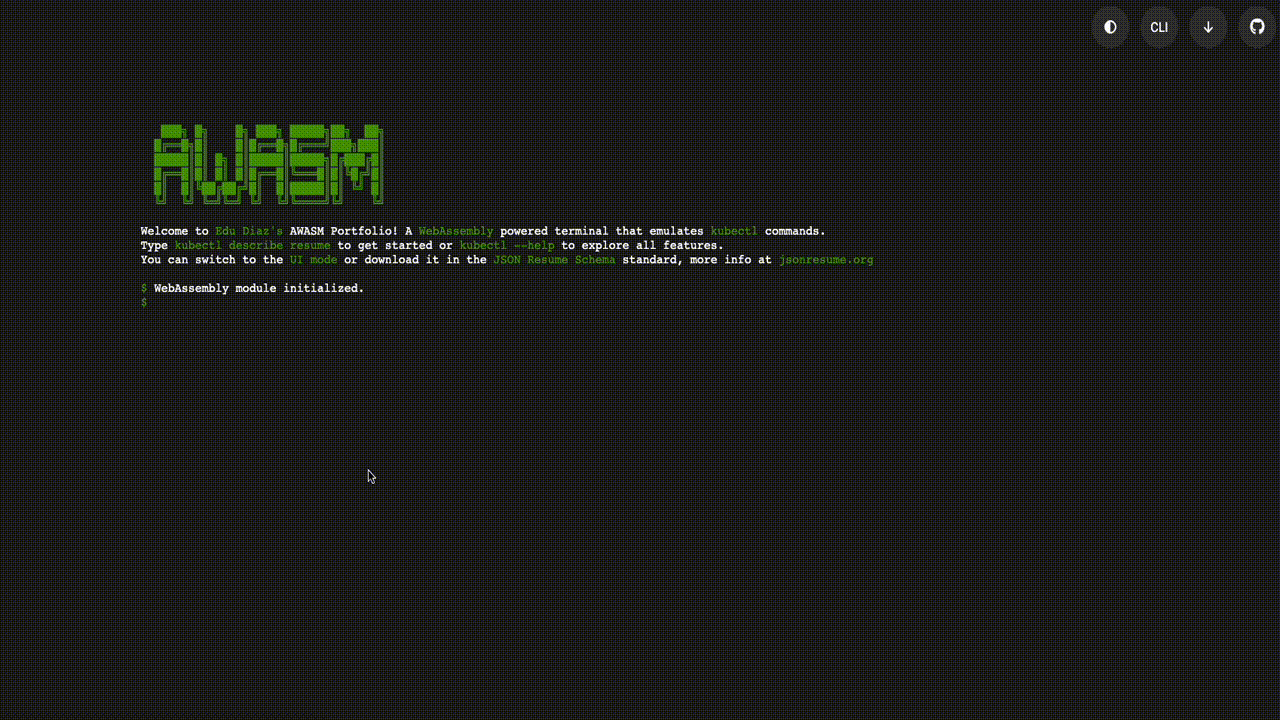 CLI
AWASM
Welcome to Edu Diaz's AWASM Portfolio! A WebAssembly powered terminal that emulates kubectl commands.
Type kubectl describe resume to get started or kubectl --help to explore all features.
You can switch to the UI mode or download it in the JSON Resume Schema standard, more info at jsonresume.org
$ WebAssembly module initialized.
$